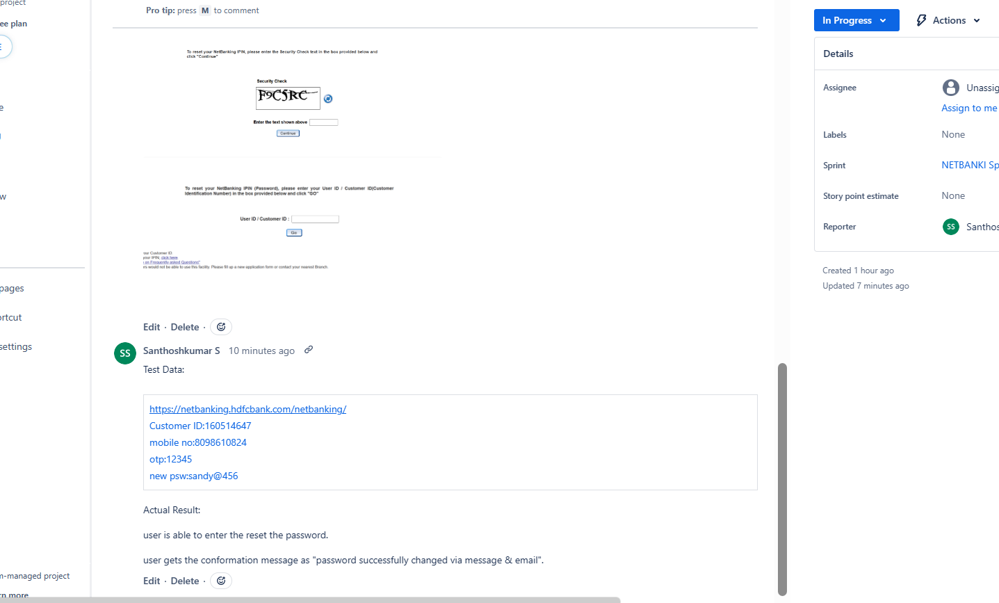 project
ee plan
E
e
w
pages
ortcut
settings
m-managed project
rn more
Pro tip: press M to comment
To reset your NetBanking IPIN, please enter the Security Check text in the box provided below and
click "Continue"
Security Check
F9C5RC
Enter the text shown above
Continue
To reset your NetBanking IPIN (Password), please enter your User ID / Customer ID(Customer
Identification Number) in the box provided below and click "GO"
User ID / Customer ID :
Go
our Customer ID
your IPIN, click here
s on Frequently asked Questions"
rs would not be able to use this facility. Please fill up a new application form or contact your nearest Branch.
Edit · Delete ·
SS
Santhoshkumar S 10 minutes ago
Test Data:
https://netbanking.hdfcbank.com/netbanking/
Customer ID:160514647
mobile no:8098610824
otp:12345
new psw:sandy@456
Actual Result:
user is able to enter the reset the password.
user gets the conformation message as "password successfully changed via message & email".
Edit · Delete ·
In Progress
Actions
Details
Assignee
Unassig
Assign to me
Labels
None
Sprint
NETBANKI Sp
Story point estimate
None
Reporter
SS
Santhos
Created 1 hour ago
Updated 7 minutes ago